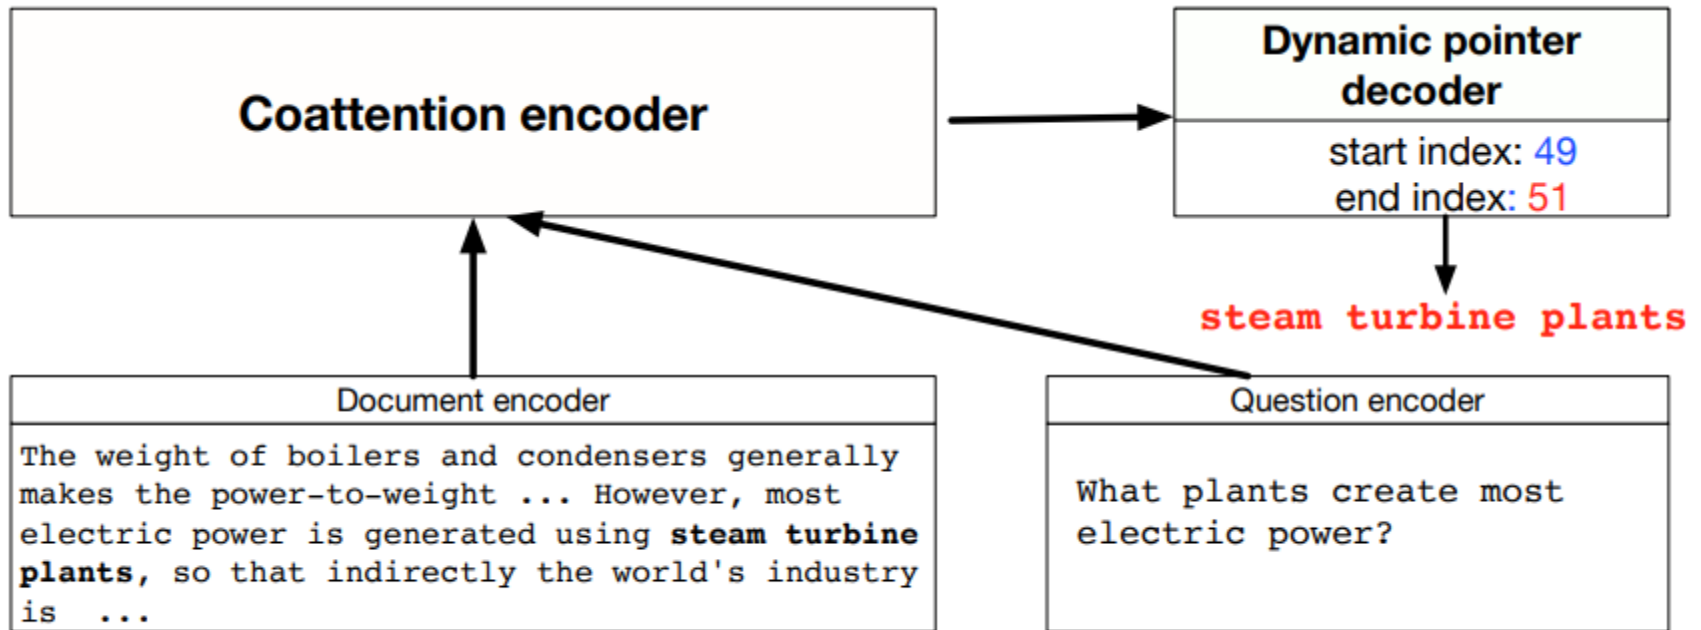 Coattention encoder
Dynamic pointer
decoder
start index: 49
end index: 51
steam turbine plants
Document encoder
The weight of boilers and condensers generally
makes the power-to-weight ... However, most
electric power is generated using steam turbine
plants, so that indirectly the world's industry
is ...
Question encoder
What plants create most
electric power?